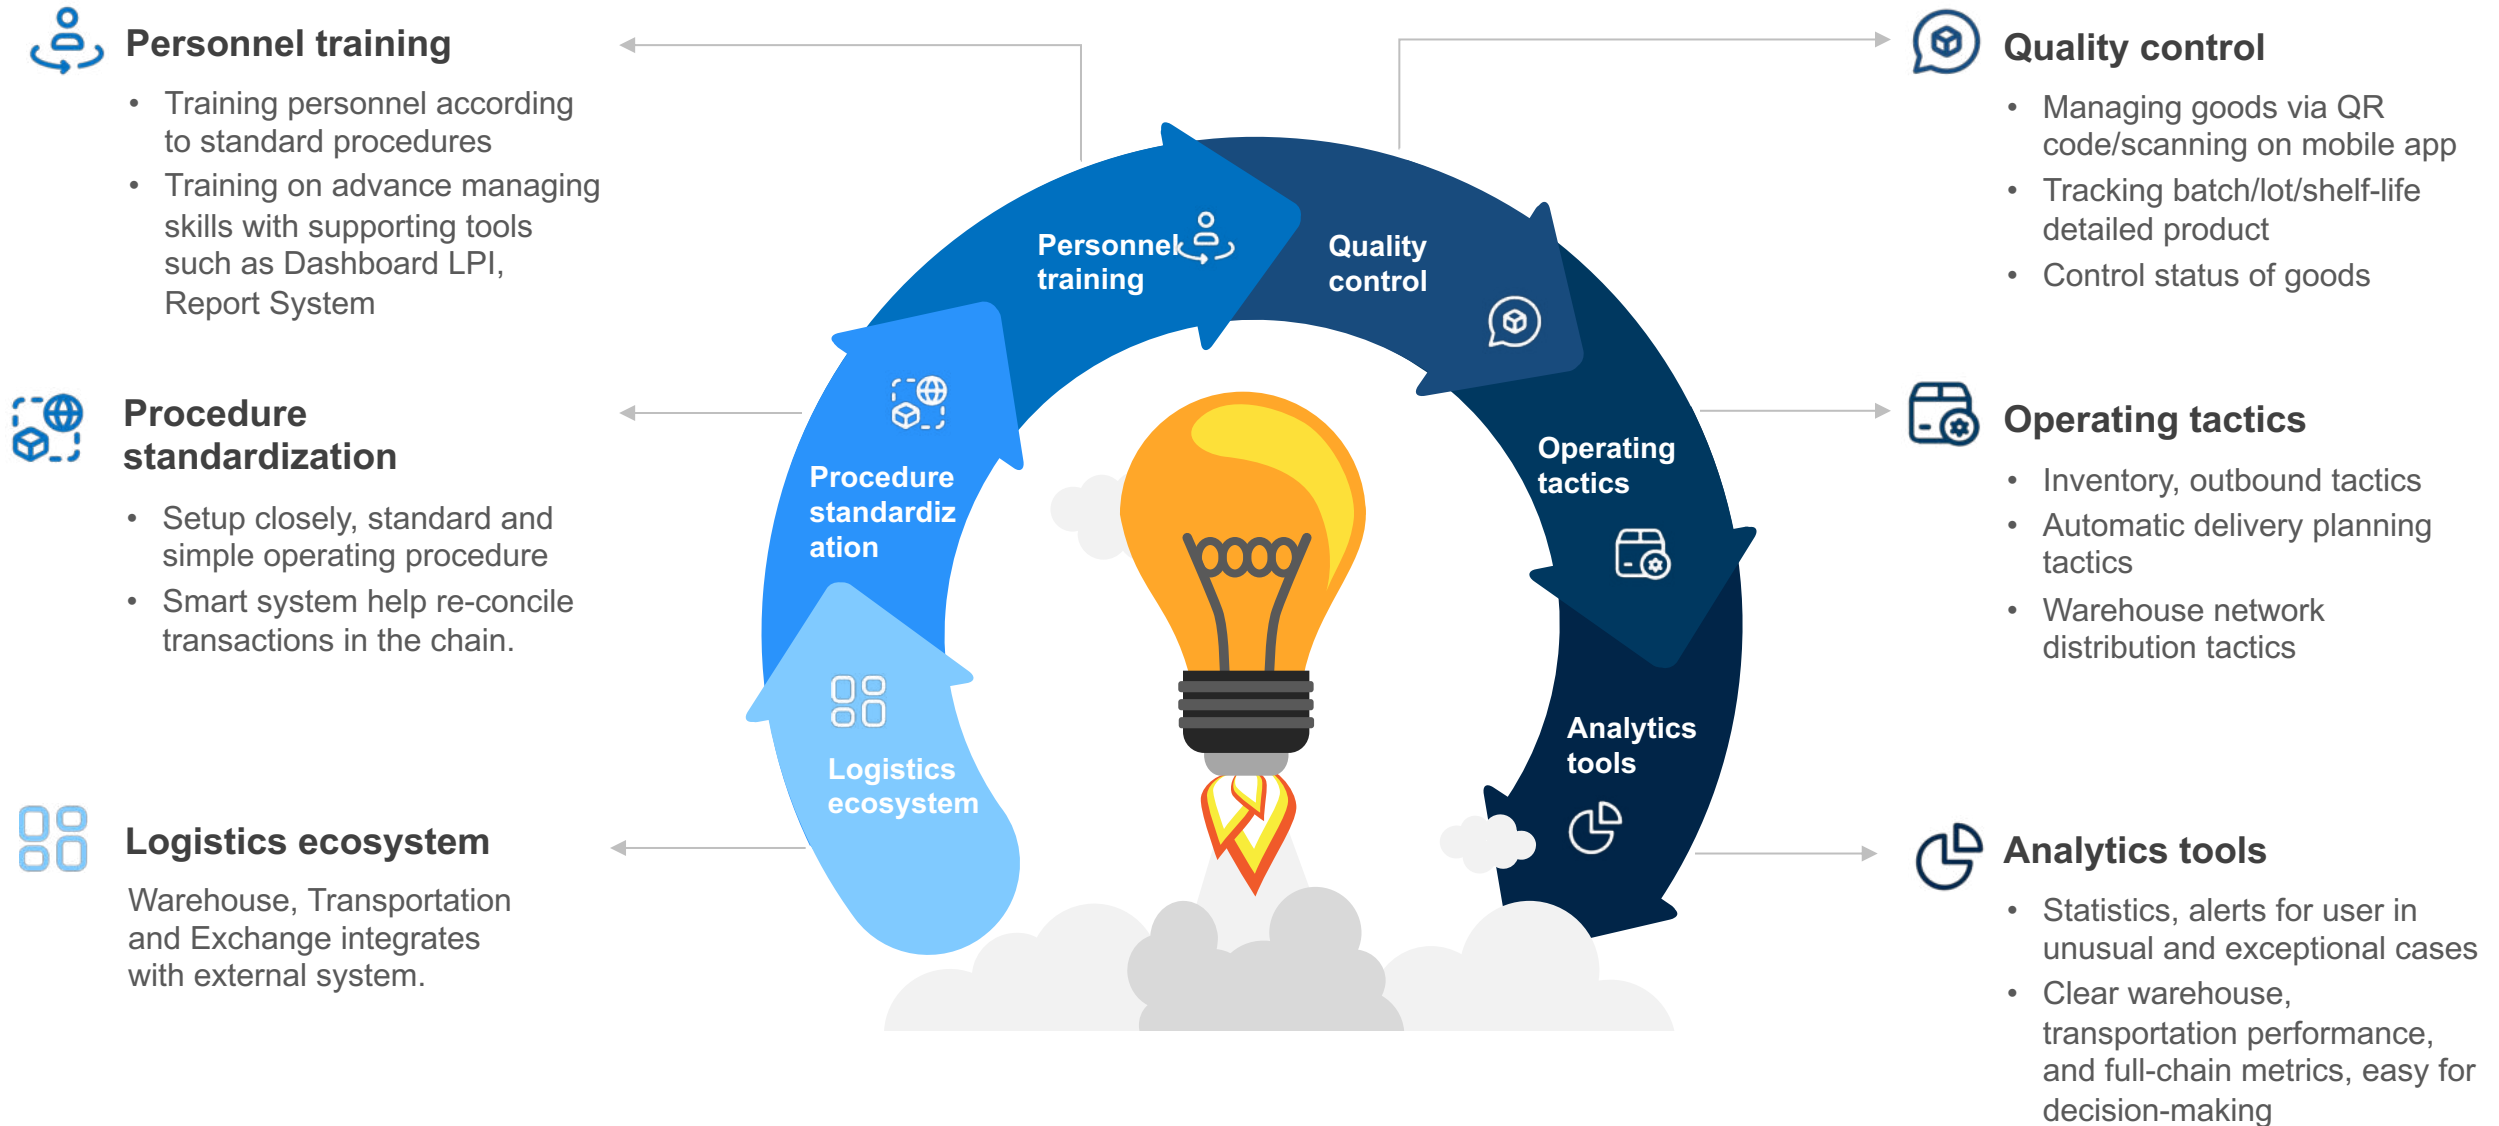 Personnel training
• Training personnel according
to standard procedures
• Training on advance managing
skills with supporting tools
such as Dashboard LPI,
Report System
Procedure
standardization
• Setup closely, standard and
simple operating procedure
• Smart system help re-concile
transactions in the chain.
Logistics ecosystem
Warehouse, Transportation
and Exchange integrates
with external system.
Logistics
ecosystem
Procedure
standardiz
ation
Personnel
training
Quality
control
Operating
tactics
Analytics
tools
Quality control
• Managing goods via QR
code/scanning on mobile app
• Tracking batch/lot/shelf-life
detailed product
• Control status of goods
Operating tactics
• Inventory, outbound tactics
• Automatic delivery planning
tactics
• Warehouse network
distribution tactics
Analytics tools
• Statistics, alerts for user in
unusual and exceptional cases
• Clear warehouse,
transportation performance,
and full-chain metrics, easy for
decision-making